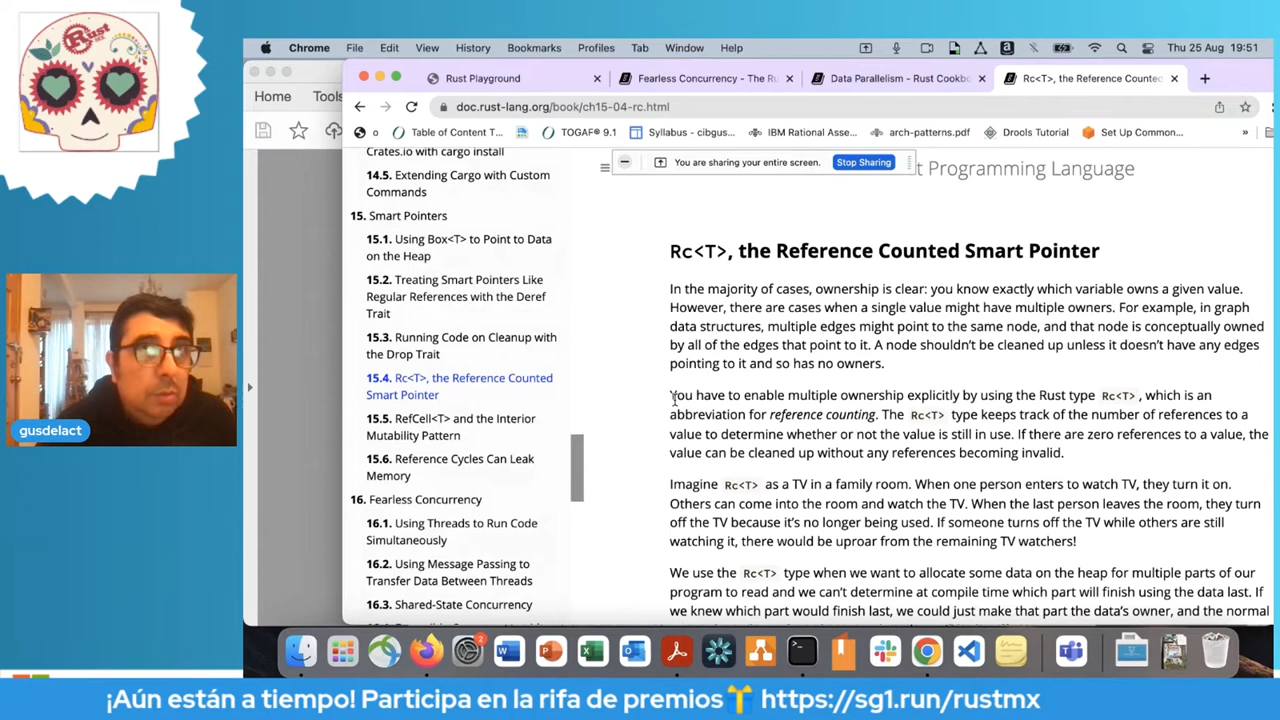 Rust
MX
Chrome File Edit View History Bookmarks Profiles Tab Window Help Thu 25 Aug 19:51
Home Tools
Rust Playground
Fearless Concurrency - The Ru
Data Parallelism - Rust Cookbo
Rc<T>, the Reference Counted
doc.rust-lang.org/book/ch15-04-rc.html
o Table of Content T... TOGAF® 9.1 Syllabus - cibgus... IBM Rational Asse... arch-patterns.pdf Drools Tutorial Set Up Common... »
You are sharing your entire screen. Stop Sharing
t Programming Language
Crates.io with cargo install
14.5. Extending Cargo with Custom
Commands
15. Smart Pointers
15.1. Using Box<T> to Point to Data
on the Heap
15.2. Treating Smart Pointers Like
Regular References with the Deref
Trait
15.3. Running Code on Cleanup with
the Drop Trait
15.4. Rc<T>, the Reference Counted
Smart Pointer
15.5. RefCell<T> and the Interior
Mutability Pattern
15.6. Reference Cycles Can Leak
Memory
16. Fearless Concurrency
16.1. Using Threads to Run Code
Simultaneously
16.2. Using Message Passing to
Transfer Data Between Threads
16.3. Shared-State Concurrency
Rc<T>, the Reference Counted Smart Pointer
In the majority of cases, ownership is clear: you know exactly which variable owns a given value.
However, there are cases when a single value might have multiple owners. For example, in graph
data structures, multiple edges might point to the same node, and that node is conceptually owned
by all of the edges that point to it. A node shouldn't be cleaned up unless it doesn't have any edges
pointing to it and so has no owners.
You have to enable multiple ownership explicitly by using the Rust type Rc<T>, which is an
abbreviation for reference counting. The Rc<T> type keeps track of the number of references to a
value to determine whether or not the value is still in use. If there are zero references to a value, the
value can be cleaned up without any references becoming invalid.
Imagine Rc<T> as a TV in a family room. When one person enters to watch TV, they turn it on.
Others can come into the room and watch the TV. When the last person leaves the room, they turn
off the TV because it's no longer being used. If someone turns off the TV while others are still
watching it, there would be uproar from the remaining TV watchers!
We use the Rc<T> type when we want to allocate some data on the heap for multiple parts of our
program to read and we can't determine at compile time which part will finish using the data last. If
we knew which part would finish last, we could just make that part the data's owner, and the normal
gusdelact
2
¡Aún están a tiempo! Participa en la rifa de premios🎁 https://sg1.run/rustmx